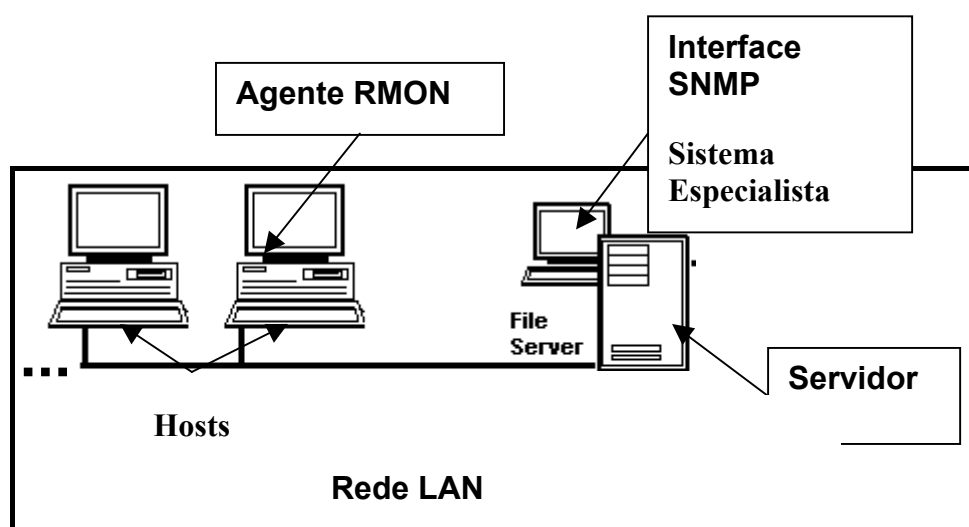 Interface
SNMP
Sistema
Especialista
Agente RMON
File
Server
Servidor
Hosts
Rede LAN